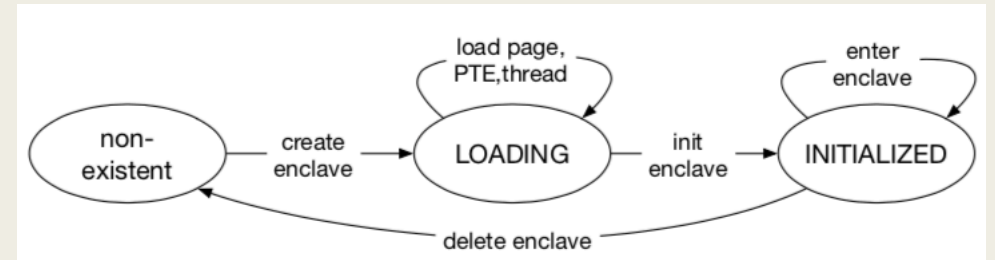 load page,
PTE,thread
enter
enclave
non-
existent
create
enclave
LOADING
init
enclave
INITIALIZED
delete enclave